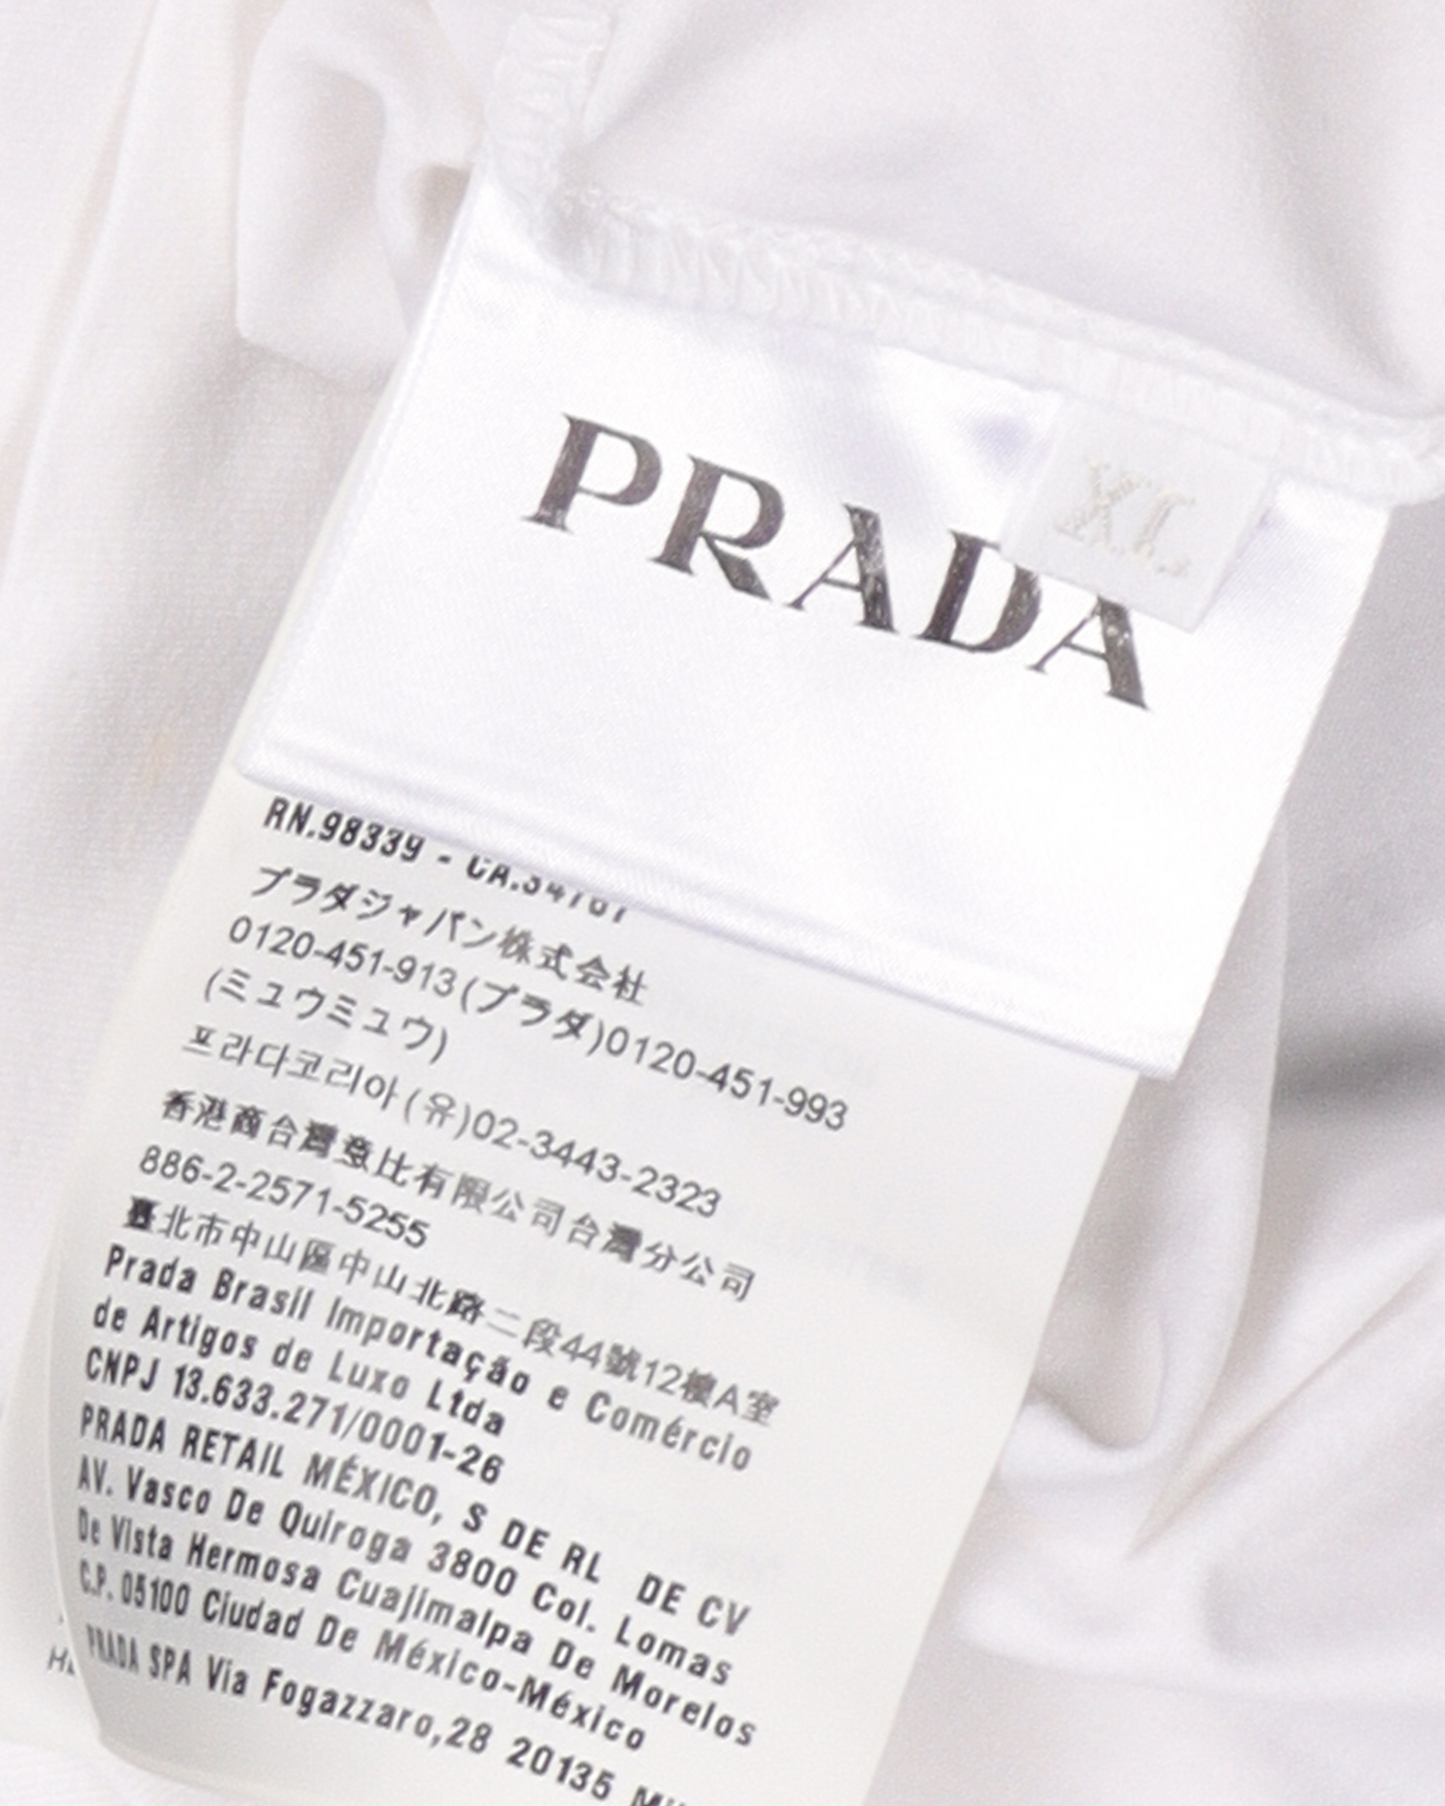 PRADA
XL
RN.98339 - CA.34761
プラダジャパン株式会社
0120-451-913(プラダ)0120-451-993
(ミュウミュウ)
프라다코리아(유)02-3443-2323
香港商台灣普比有限公司台灣分公司
886-2-2571-5255
臺北市中山區中山北路二段44號12樓A室
Prada Brasil Importação e Comércio
de Artigos de Luxo Ltda
CNPJ 13.633.271/0001-26
PRADA RETAIL MÉXICO, S DE RL DE CV
AV. Vasco De Quiroga 3800 Col. Lomas
De Vista Hermosa Cuajimalpa De Morelos
C.P. 05100 Ciudad De México-México
PRADA SPA Via Fogazzaro,28 20135